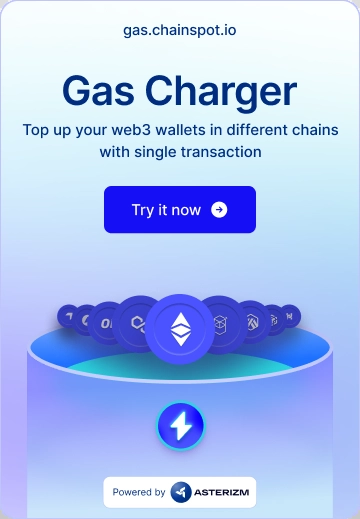 gas.chainspot.io
Gas Charger
Top up your web3 wallets in different chains
with single transaction
Try it now
Powered by ASTERIZM